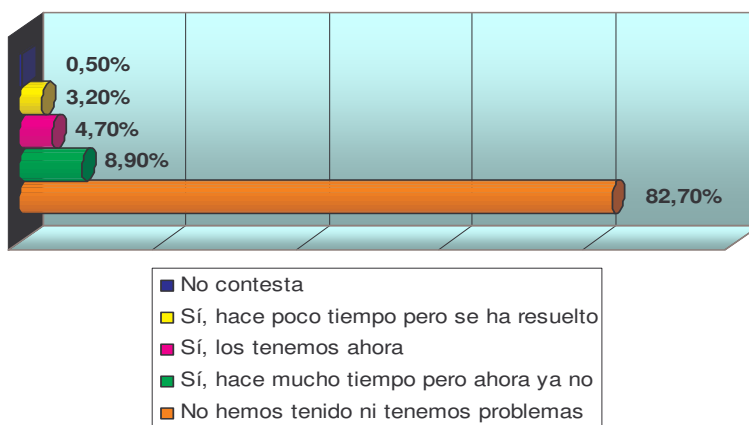 0,50%
3,20%
4,70%
8,90%
82,70%
No contesta
Sí, hace poco tiempo pero se ha resuelto
Sí, los tenemos ahora
Sí, hace mucho tiempo pero ahora ya no
No hemos tenido ni tenemos problemas